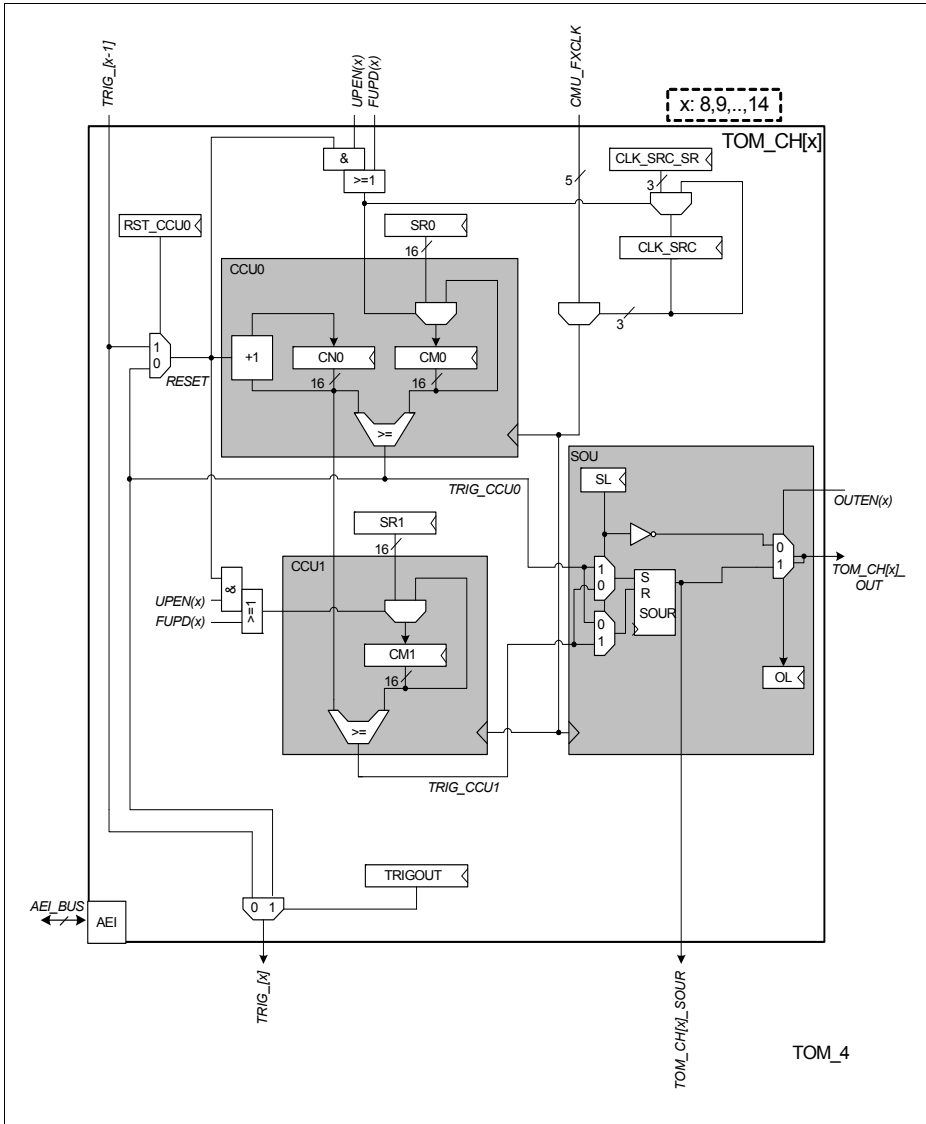 TRIG_[x-1]
UPEN(x)
FUPD(x)
CMU_FXCLK
x: 8,9,..,14
TOM_CH[x]
&
>=1
5
CLK_SRC_SR
3
RST_CCU0
SR0
16
CLK_SRC
CCU0
3
1
0
RESET
+1
CN0
CM0
16
16
>=
SOU
SL
TRIG_CCU0
OUTEN(x)
SR1
16
0
1
TOM_CH[x]_
OUT
CCU1
1
0
S
R
SOUR
&
>=1
UPEN(x)
FUPD(x)
0
1
CM1
16
OL
>=
TRIG_CCU1
TRIGOUT
AEI_BUS
AEI
0 1
TRIG_[x]
TOM_CH[x]_SOUR
TOM_4